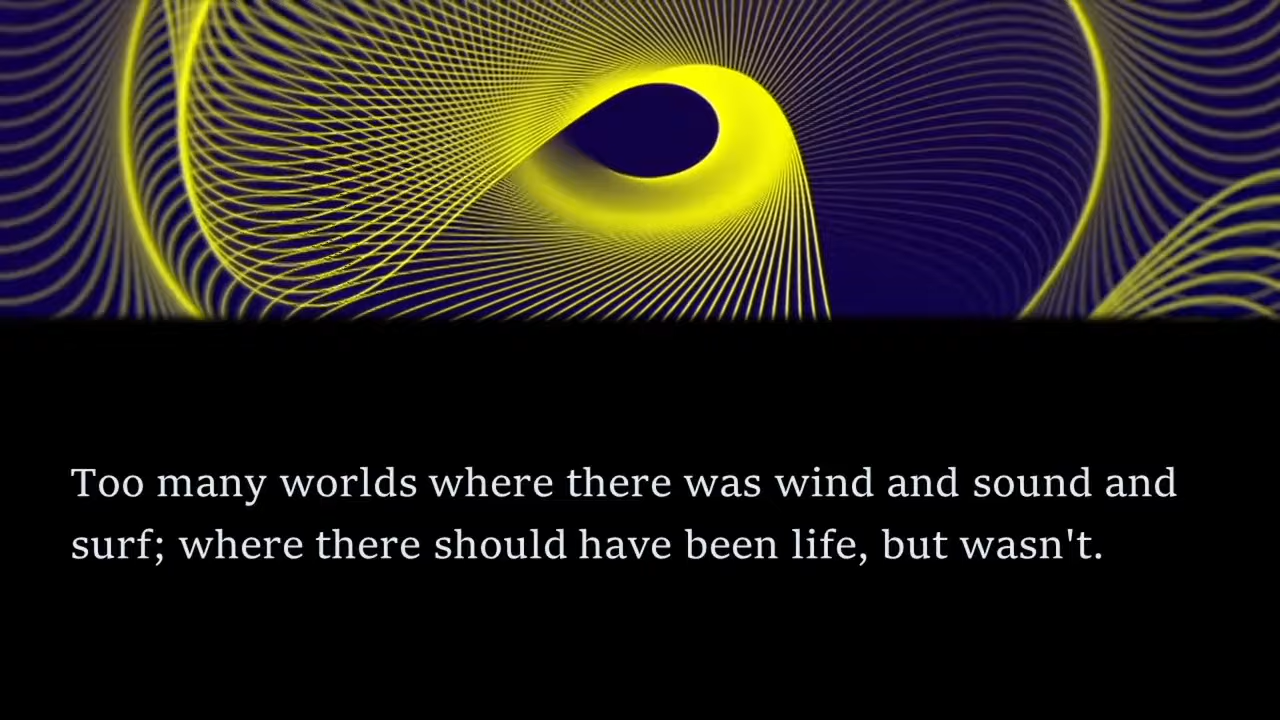 Too many worlds where there was wind and sound and
surf; where there should have been life, but wasn't.